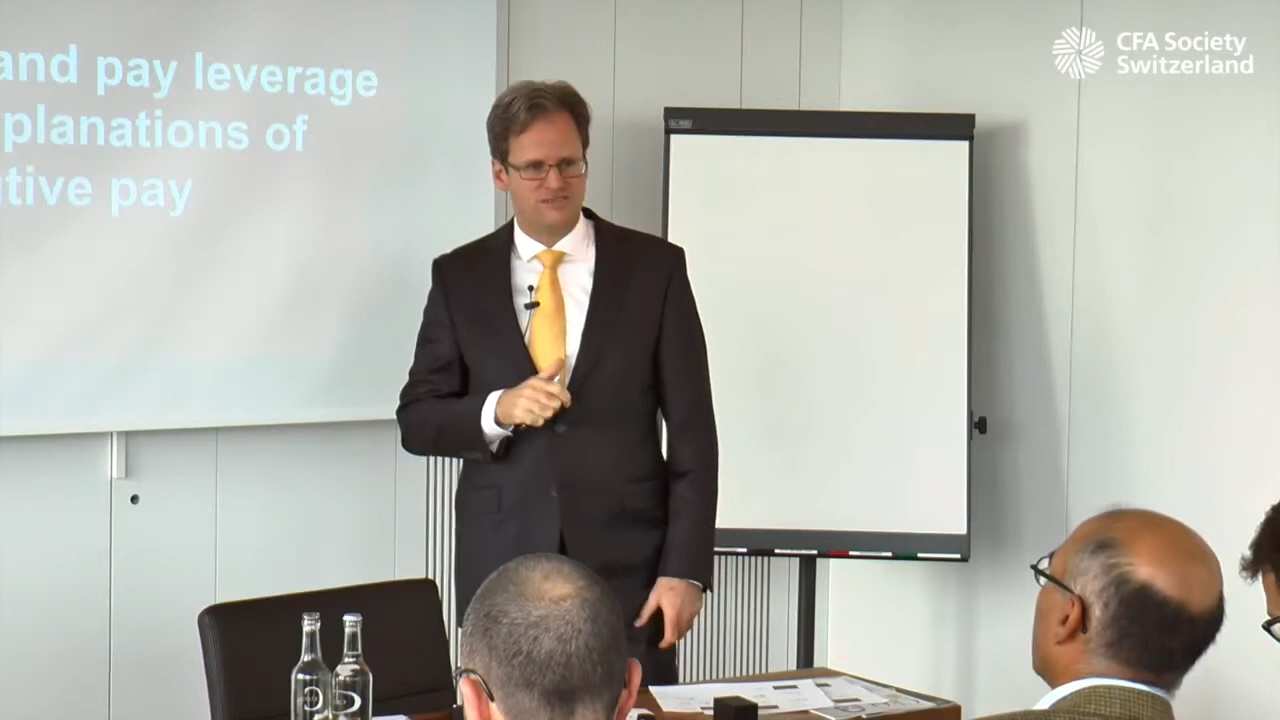 and pay leverage
planations of
tive pay
CFA Society
Switzerland